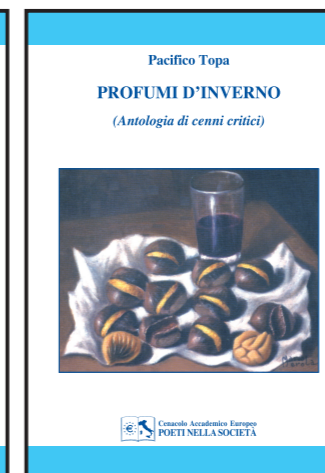 Pacifico Topa
PROFUMI D’INVERNO
(Antologia di cenni critici)
Cenacolo Accademico Europeo
POETI NELLA SOCIETÀ